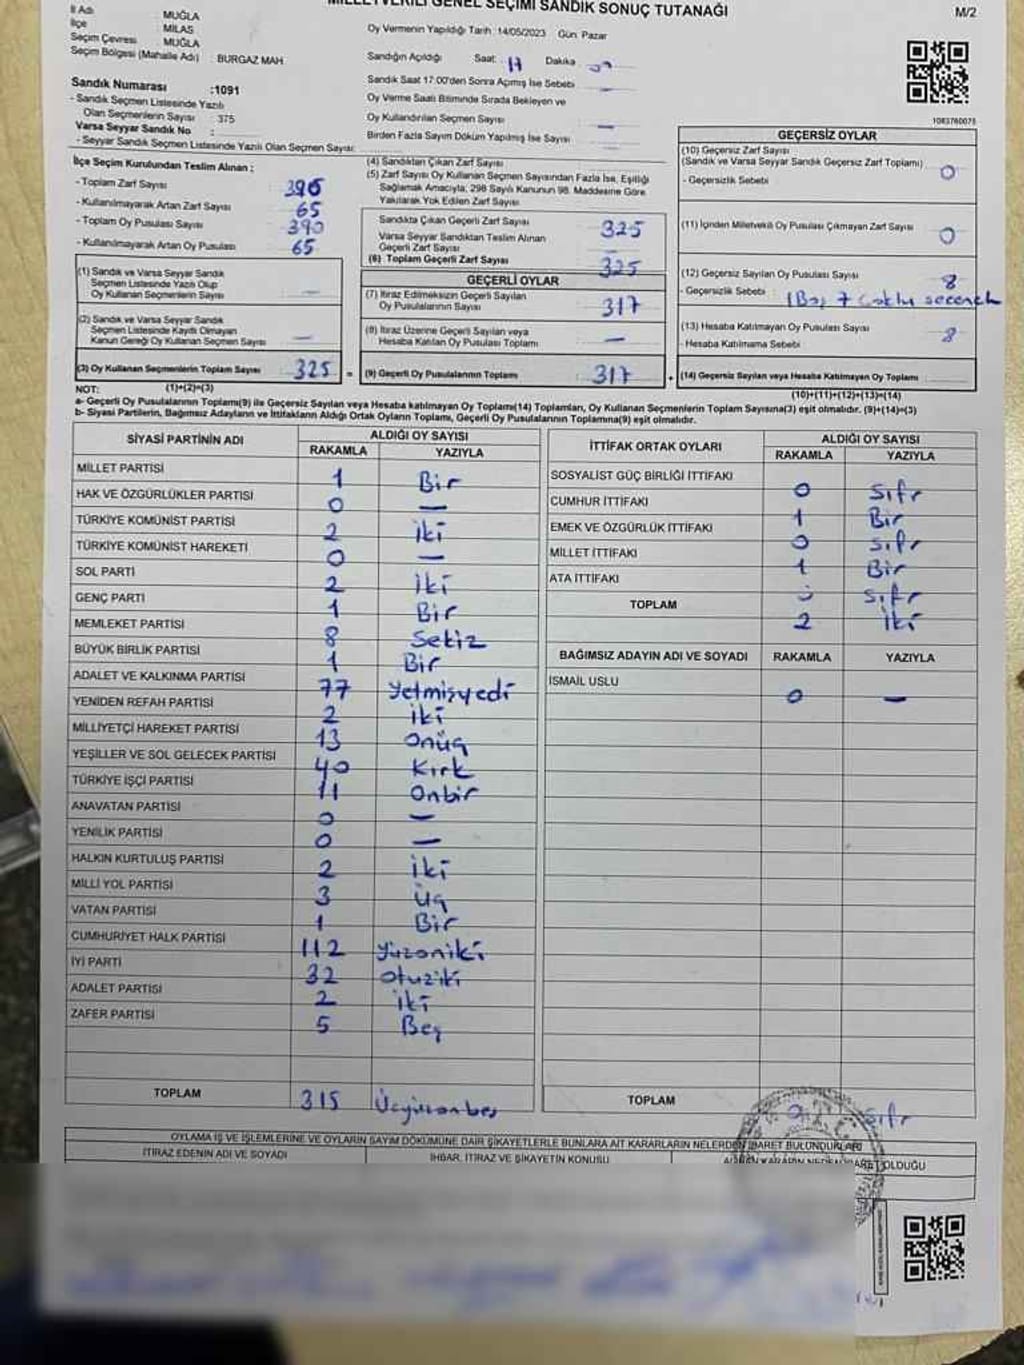 MİLLETVEKİLİ GENEL SEÇİMİ SANDIK SONUÇ TUTANAĞI
M/2
İl Adı MUĞLA
İlçe MİLAS
Seçim Çevresi : MUĞLA
Seçim Bölgesi (Mahalle Adı) : BURGAZ MAH.
Sandık Numarası :1091
- Sandık Seçmen Listesinde Yazılı
Olan Seçmenlerin Sayısı : 375
Varsa Seyyar Sandık No :
- Seyyar Sandık Seçmen Listesinde Yazılı Olan Seçmen Sayısı:
Oy Vermenin Yapıldığı Tarih :14/05/2023 Gün: Pazar
Sandığın Açıldığı Saat: 17 Dakika
Sandık Saat 17:00'den Sonra Açılmış İse Sebebi
Oy Verme Saati Bitiminde Sırada Bekleyen ve
Oy Kullandırılan Seçmen Sayısı —
Birden Fazla Sayım Döküm Yapılmış İse Sayısı —
1083760075
İlçe Seçim Kurulundan Teslim Alınan :
- Toplam Zarf Sayısı 390
- Kullanılmayarak Artan Zarf Sayısı 65
- Toplam Oy Pusulası Sayısı 390
- Kullanılmayarak Artan Oy Pusulası 65
(1) Sandık ve Varsa Seyyar Sandık
Seçmen Listesinde Yazılı Olup
Oy Kullanan Seçmenlerin Sayısı —
(2) Sandık ve Varsa Seyyar Sandık
Seçmen Listesinde Kaydı Olmayan
Kanun Gereği Oy Kullanan Seçmen Sayısı —
(3) Oy Kullanan Seçmenlerin Toplam Sayısı 325 =
(1)+(2)=(3)
(4) Sandıktan Çıkan Zarf Sayısı
(5) Zarf Sayısı Oy Kullanan Seçmen Sayısından Fazla İse, Eşitliği
Sağlamak Amacıyla; 298 Sayılı Kanunun 98. Maddesine Göre
Yakılarak Yok Edilen Zarf Sayısı
Sandıkta Çıkan Geçerli Zarf Sayısı 325
Varsa Seyyar Sandıktan Teslim Alınan
Geçerli Zarf Sayısı —
(6) Toplam Geçerli Zarf Sayısı 325
GEÇERLİ OYLAR
(7) İtiraz Edilmeksizin Geçerli Sayılan
Oy Pusulalarının Sayısı 317
(8) İtiraz Üzerine Geçerli Sayılan veya
Hesaba Katılan Oy Pusulası Toplamı —
(9) Geçerli Oy Pusulalarının Toplamı 317 +
GEÇERSİZ OYLAR
(10) Geçersiz Zarf Sayısı
(Sandık ve Varsa Seyyar Sandık Geçersiz Zarf Toplamı) 0
- Geçersizlik Sebebi
(11) İçinden Milletvekili Oy Pusulası Çıkmayan Zarf Sayısı 0
(12) Geçersiz Sayılan Oy Pusulası Sayısı 8
- Geçersizlik Sebebi 1 Boş 7 çoklu seçenek
(13) Hesaba Katılmayan Oy Pusulası Sayısı 8
- Hesaba Katılmama Sebebi
(14) Geçersiz Sayılan veya Hesaba Katılmayan Oy Toplamı
(10)+(11)+(12)+(13)=(14)
NOT:
a- Geçerli Oy Pusulalarının Toplamı(9) ile Geçersiz Sayılan veya Hesaba katılmayan Oy Toplamı(14) Toplamları, Oy Kullanan Seçmenlerin Toplam Sayısına(3) eşit olmalıdır. (9)+(14)=(3)
b- Siyasi Partilerin, Bağımsız Adayların ve İttifakların Aldığı Ortak Oyların Toplamı, Geçerli Oy Pusulalarının Toplamına(9) eşit olmalıdır.
SİYASİ PARTİNİN ADI ALDIĞI OY SAYISI
RAKAMLA YAZIYLA
MİLLET PARTİSİ 1 Bir
HAK VE ÖZGÜRLÜKLER PARTİSİ 0 —
TÜRKİYE KOMÜNİST PARTİSİ 2 İki
TÜRKİYE KOMÜNİST HAREKETİ 0 —
SOL PARTİ 2 İki
GENÇ PARTİ 1 Bir
MEMLEKET PARTİSİ 8 Sekiz
BÜYÜK BİRLİK PARTİSİ 1 Bir
ADALET VE KALKINMA PARTİSİ 77 Yetmişyedi
YENİDEN REFAH PARTİSİ 2 İki
MİLLİYETÇİ HAREKET PARTİSİ 13 Onüç
YEŞİLLER VE SOL GELECEK PARTİSİ 40 Kırk
TÜRKİYE İŞÇİ PARTİSİ 11 Onbir
ANAVATAN PARTİSİ 0 —
YENİLİK PARTİSİ 0 —
HALKIN KURTULUŞ PARTİSİ 2 İki
MİLLİ YOL PARTİSİ 3 Üç
VATAN PARTİSİ 1 Bir
CUMHURİYET HALK PARTİSİ 112 Yüzoniki
İYİ PARTİ 32 otuziki
ADALET PARTİSİ 2 İki
ZAFER PARTİSİ 5 Beş
TOPLAM 315 Üçyüzonbeş
İTTİFAK ORTAK OYLARI ALDIĞI OY SAYISI
RAKAMLA YAZIYLA
SOSYALİST GÜÇ BİRLİĞİ İTTİFAKI 0 Sıfır
CUMHUR İTTİFAKI 1 Bir
EMEK VE ÖZGÜRLÜK İTTİFAKI 0 Sıfır
MİLLET İTTİFAKI 1 Bir
ATA İTTİFAKI 0 Sıfır
TOPLAM 2 İki
BAĞIMSIZ ADAYIN ADI VE SOYADI RAKAMLA YAZIYLA
İSMAİL USLU 0 —
TOPLAM 0 Sıfır
OYLAMA İŞ VE İŞLEMLERİNE VE OYLARIN SAYIM DÖKÜMÜNE DAİR ŞİKAYETLERLE BUNLARA AİT KARARLARIN NELERDEN İBARET BULUNDUKLARI
İTİRAZ EDENİN ADI VE SOYADI İHBAR, İTİRAZ VE ŞİKAYETİN KONUSU OLDUĞU